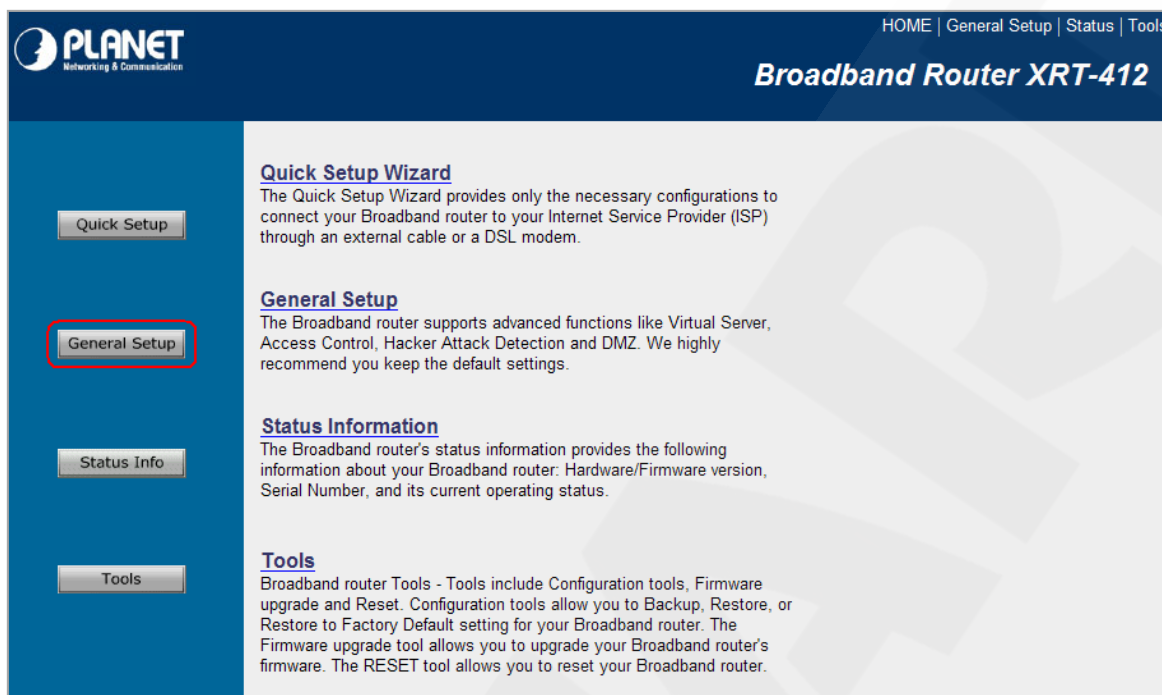 PLANET
Networking & Communication
HOME | General Setup | Status | Tools
Broadband Router XRT-412
Quick Setup
Quick Setup Wizard
The Quick Setup Wizard provides only the necessary configurations to
connect your Broadband router to your Internet Service Provider (ISP)
through an external cable or a DSL modem.
General Setup
General Setup
The Broadband router supports advanced functions like Virtual Server,
Access Control, Hacker Attack Detection and DMZ. We highly
recommend you keep the default settings.
Status Info
Status Information
The Broadband router's status information provides the following
information about your Broadband router: Hardware/Firmware version,
Serial Number, and its current operating status.
Tools
Tools
Broadband router Tools - Tools include Configuration tools, Firmware
upgrade and Reset. Configuration tools allow you to Backup, Restore, or
Restore to Factory Default setting for your Broadband router. The
Firmware upgrade tool allows you to upgrade your Broadband router's
firmware. The RESET tool allows you to reset your Broadband router.